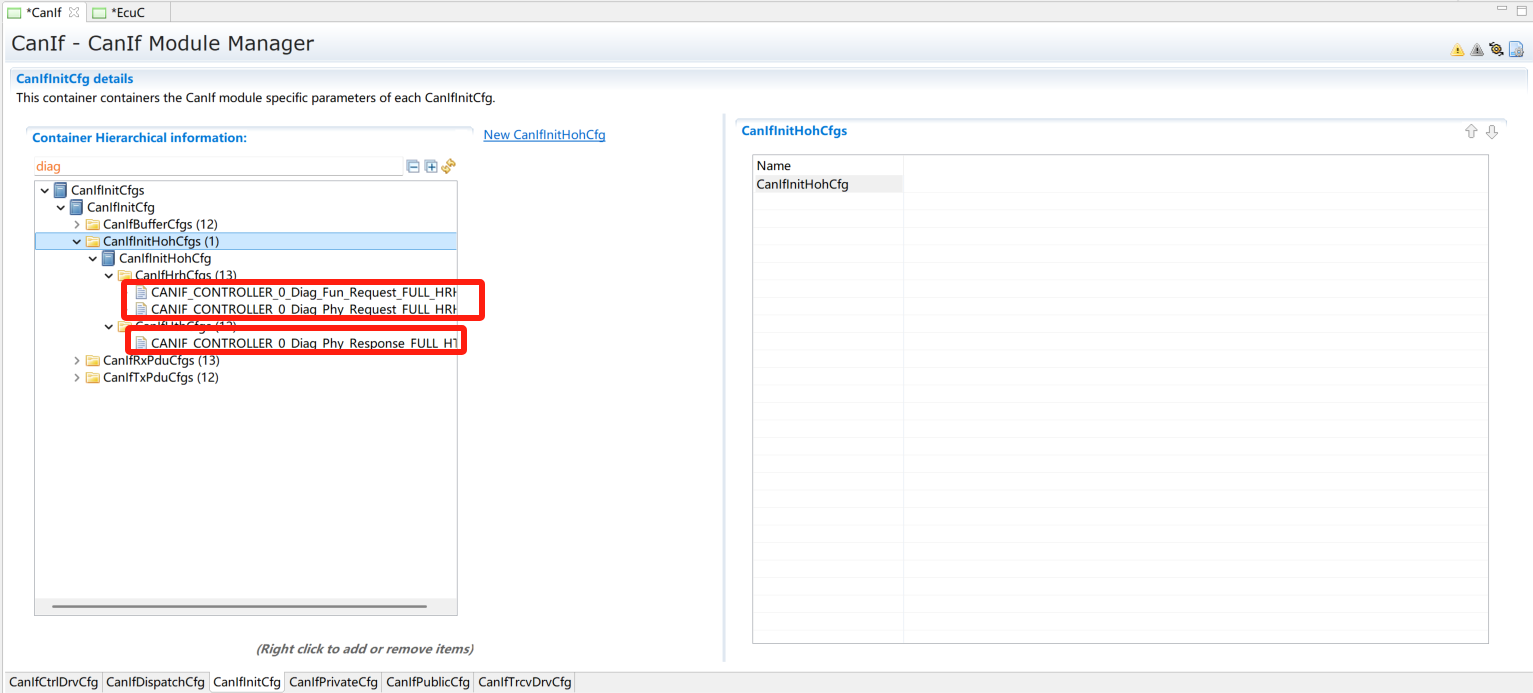 *CanIf
*EcuC
CanIf - CanIf Module Manager
CanIfInitCfg details
This container containers the CanIf module specific parameters of each CanIfInitCfg.
Container Hierarchical information:
New CanIfInitHohCfg
diag
CanIfInitCfgs
CanIfInitCfg
CanIfBufferCfgs (12)
CanIfInitHohCfgs (1)
CanIfInitHohCfg
CanIfHrhCfgs (13)
CANIF_CONTROLLER_0_Diag_Fun_Request_FULL_HRH
CANIF_CONTROLLER_0_Diag_Phy_Request_FULL_HRH
CanIfHthCfgs (12)
CANIF_CONTROLLER_0_Diag_Phy_Response_FULL_HT
CanIfRxPduCfgs (13)
CanIfTxPduCfgs (12)
(Right click to add or remove items)
CanIfInitHohCfgs
Name
CanIfInitHohCfg
CanIfCtrlDrvCfg CanIfDispatchCfg CanIfInitCfg CanIfPrivateCfg CanIfPublicCfg CanIfTrcvDrvCfg